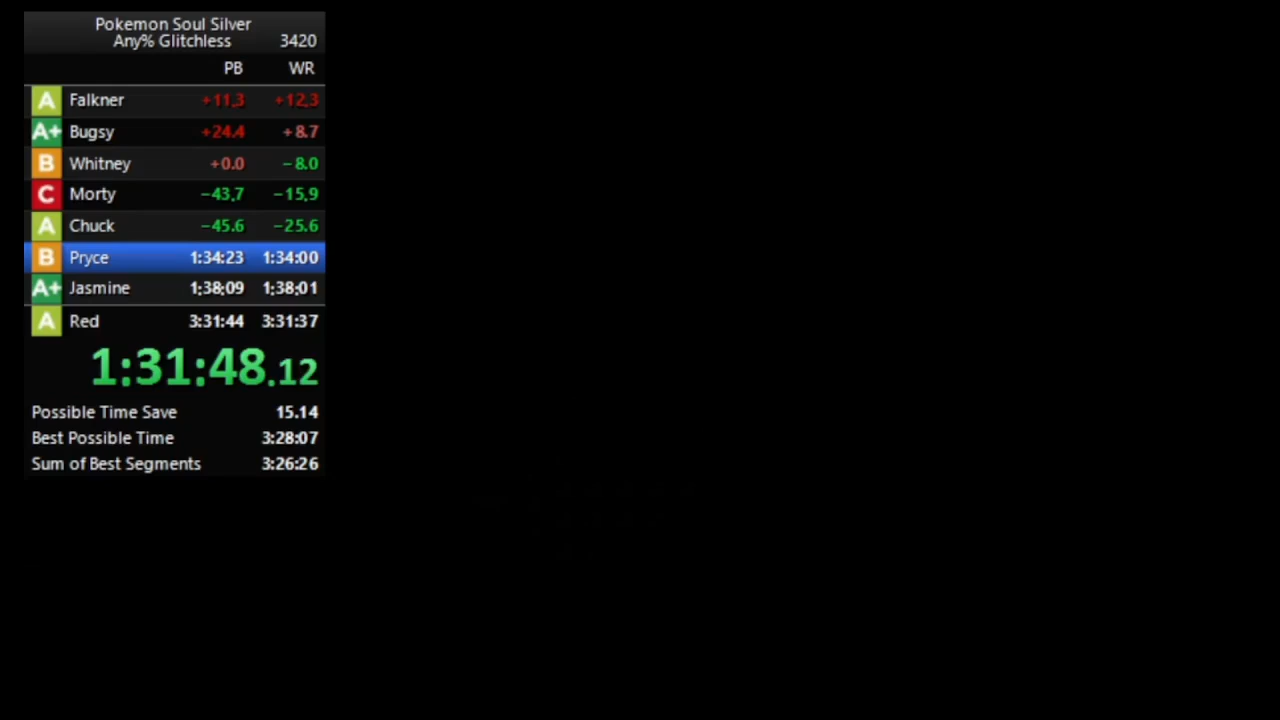 Pokemon Soul Silver
Any% Glitchless 3420
PB WR
A Falkner +11.3 +12.3
A+ Bugsy +24.4 +8.7
B Whitney +0.0 −8.0
C Morty −43.7 −15.9
A Chuck −45.6 −25.6
B Pryce 1:34:23 1:34:00
A+ Jasmine 1:38:09 1:38:01
A Red 3:31:44 3:31:37
1:31:48.12
Possible Time Save 15.14
Best Possible Time 3:28:07
Sum of Best Segments 3:26:26